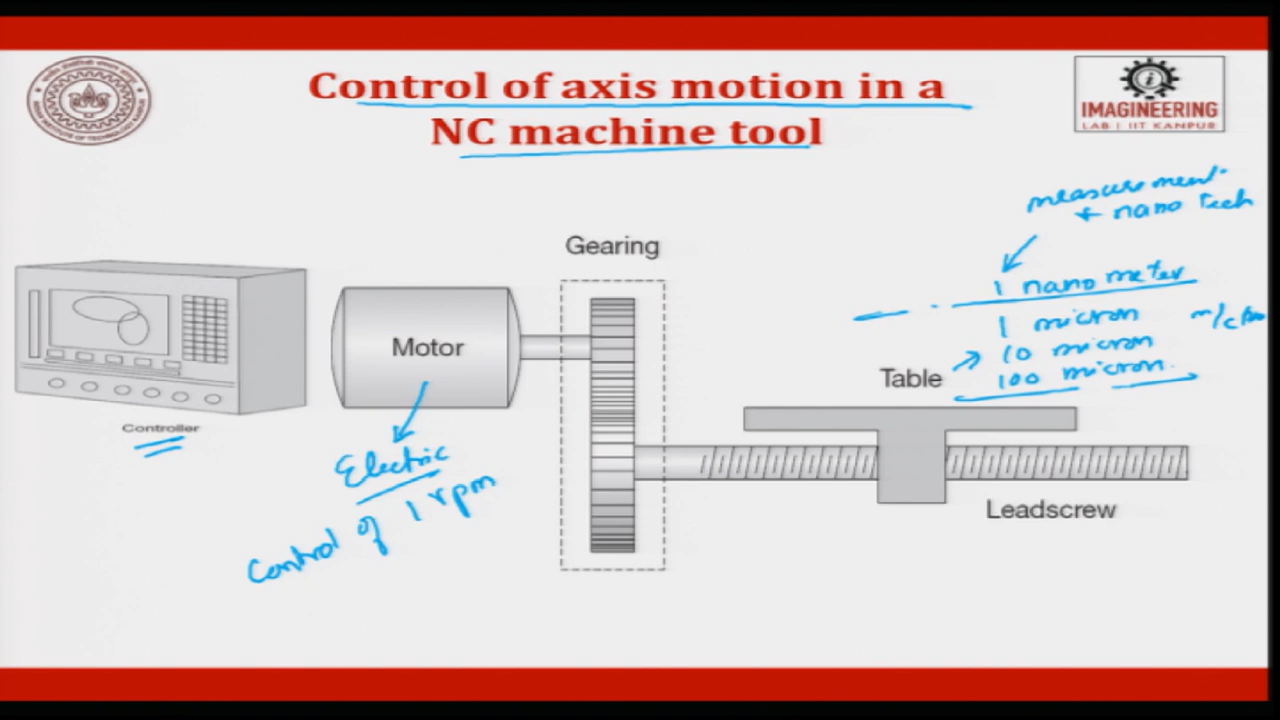 Control of axis motion in a
NC machine tool
IMAGINEERING
LAB | IIT KANPUR
measurement
+ nano Tech
1 nano meter
1 micron
10 micron
100 micron
Gearing
Motor
Table
Controller
Electric
Control of 1 rpm
Leadscrew